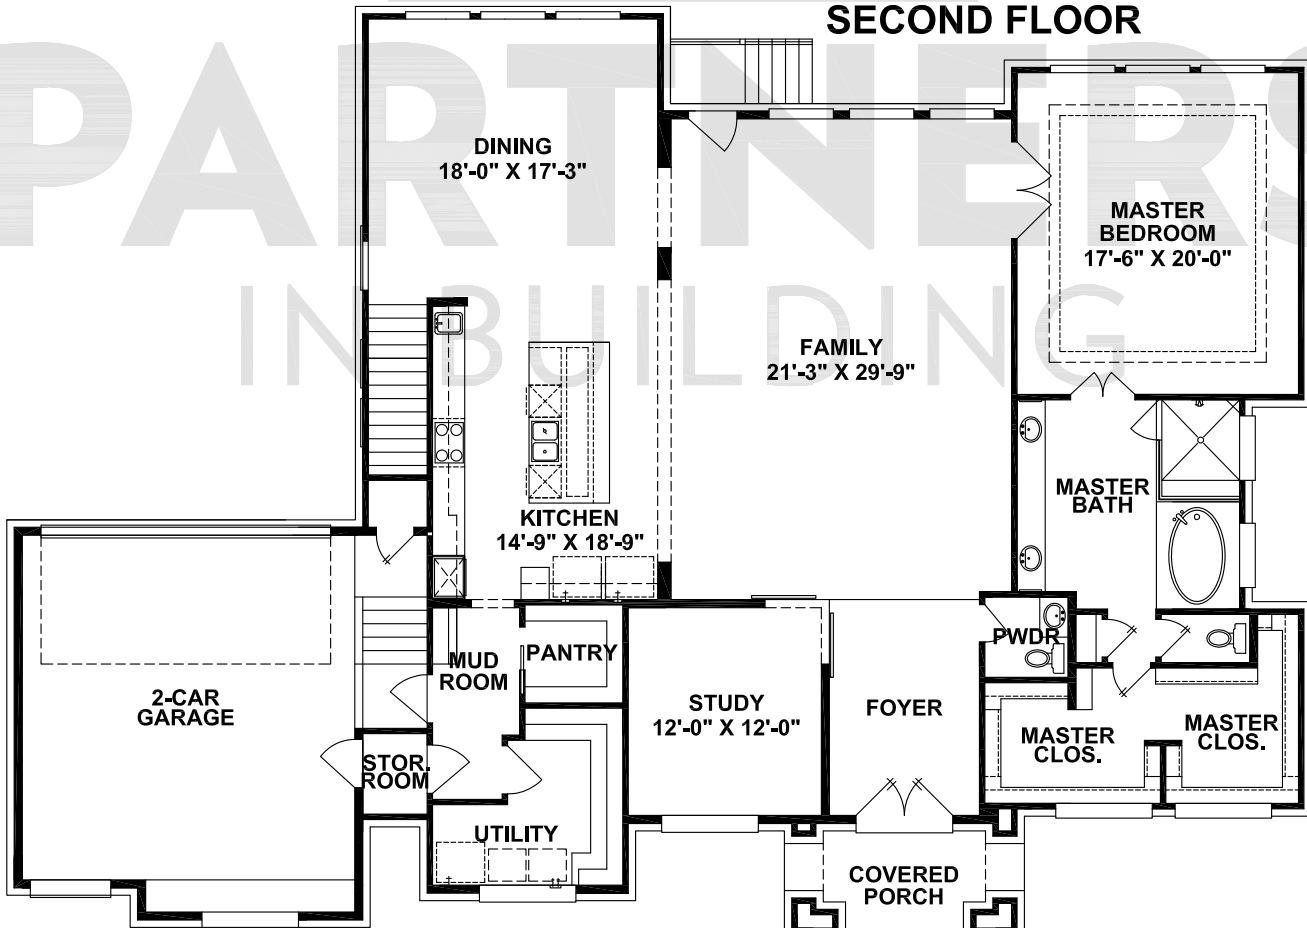 SECOND FLOOR
PARTNERS
IN BUILDING
DINING
18'-0" X 17'-3"
MASTER
BEDROOM
17'-6" X 20'-0"
FAMILY
21'-3" X 29'-9"
MASTER
BATH
KITCHEN
14'-9" X 18'-9"
PWDR
MUD
ROOM
PANTRY
2-CAR
GARAGE
STUDY
12'-0" X 12'-0"
FOYER
MASTER
CLOS.
MASTER
CLOS.
STOR.
ROOM
UTILITY
COVERED
PORCH